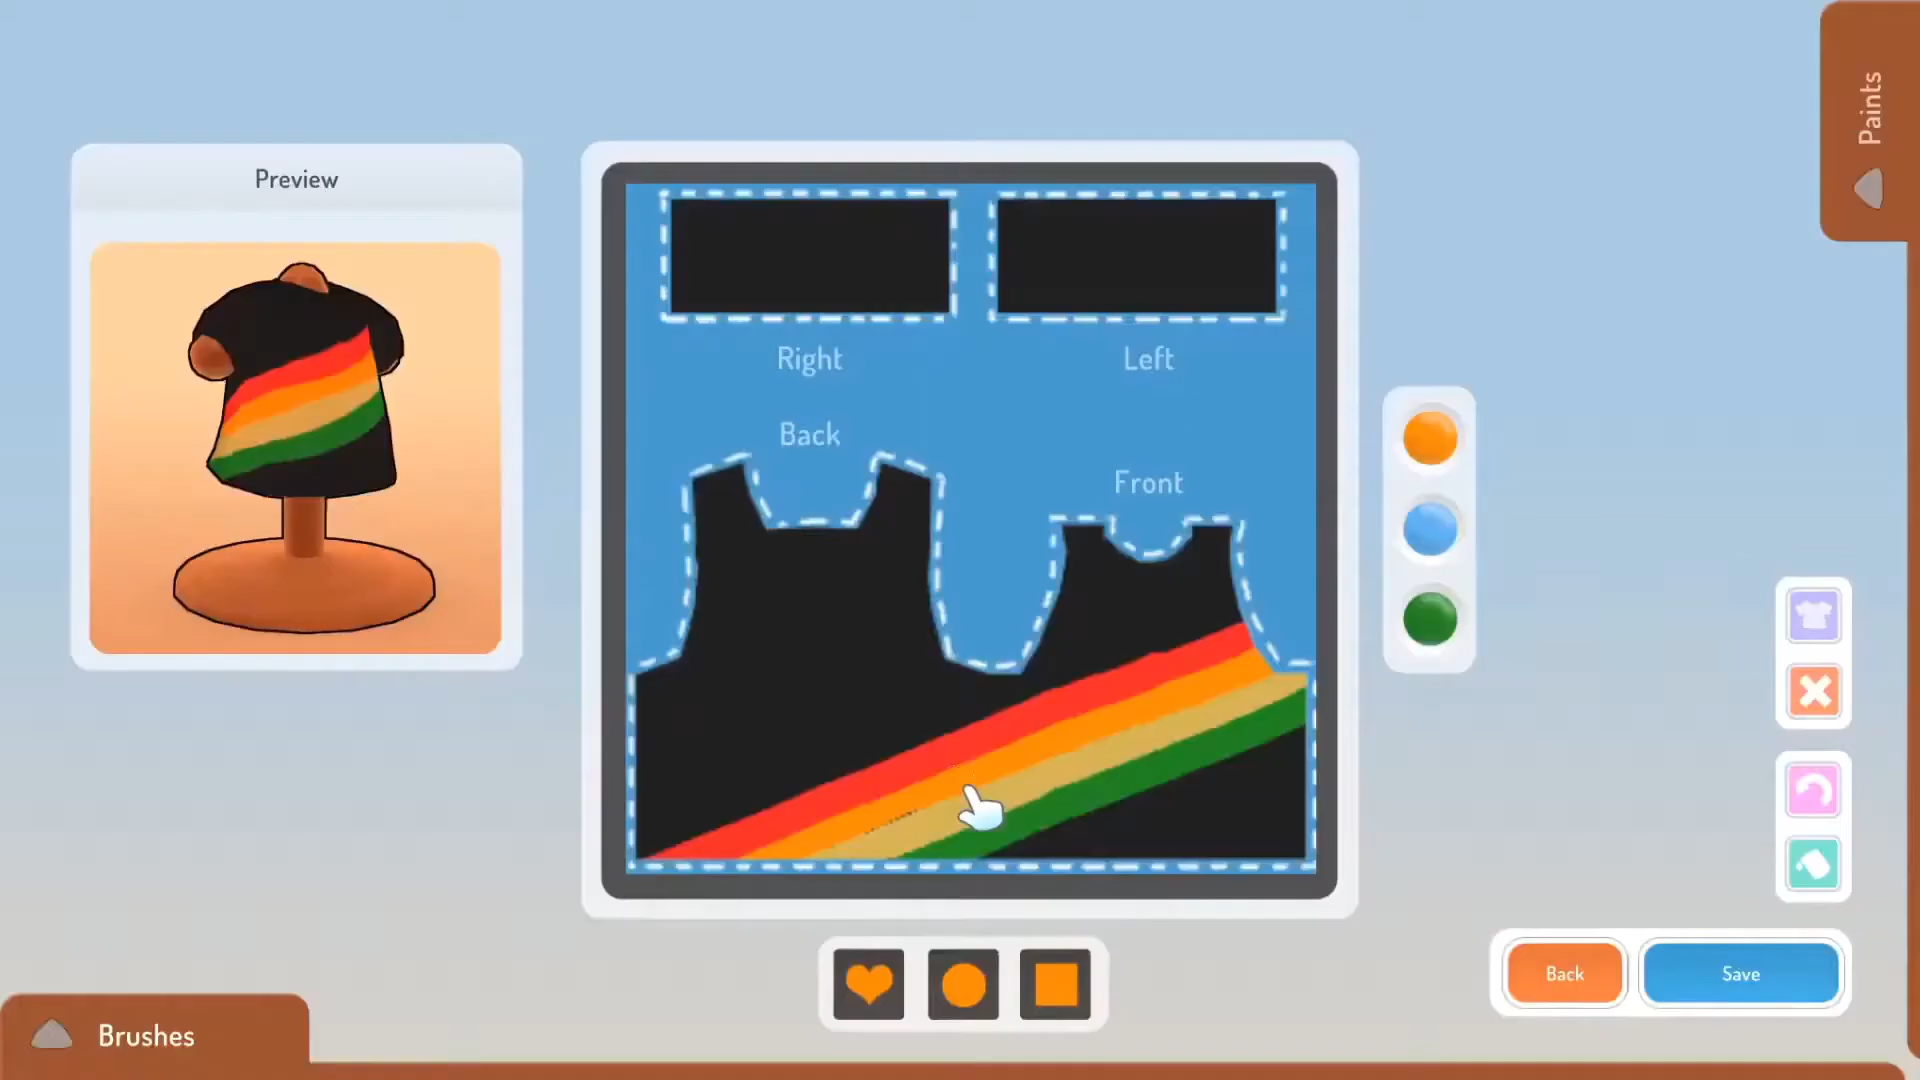 Paints
Preview
Right
Left
Back
Front
Back
Save
Brushes